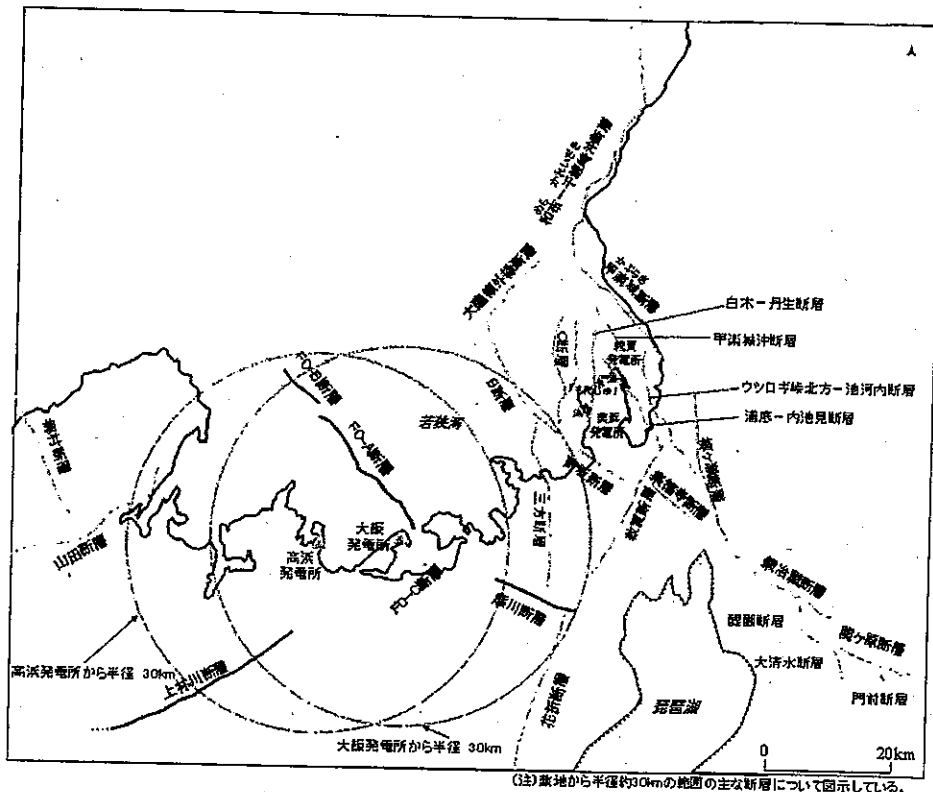 和布－干飯崎沖断層
甲楽城断層
大陸棚外縁断層
白木－丹生断層
C断層
甲楽城沖断層
敦賀
発電所
ウツロギ峠北方－池河内断層
浦底－内池見断層
美浜
発電所
B断層
FO-B断層
若狭湾
FO-A断層
三方断層
山田断層
大飯
発電所
高浜
発電所
FO-C断層
熊川断層
鍛冶屋断層
関ヶ原断層
醍醐断層
大清水断層
門前断層
高浜発電所から半径 30km
上林川断層
花折断層
琵琶湖
大飯発電所から半径 30km
0 20km
(注)敷地から半径約30kmの範囲の主な断層について図示している。